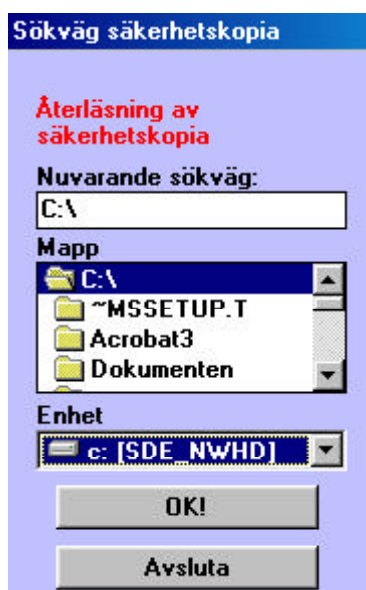 Sökväg säkerhetskopia
Återläsning av
säkerhetskopia
Nuvarande sökväg:
C:\
Mapp
C:\
~MSSETUP.T
Acrobat3
Dokumenten
Enhet
c: [SDE_NWHD]
OK!
Avsluta